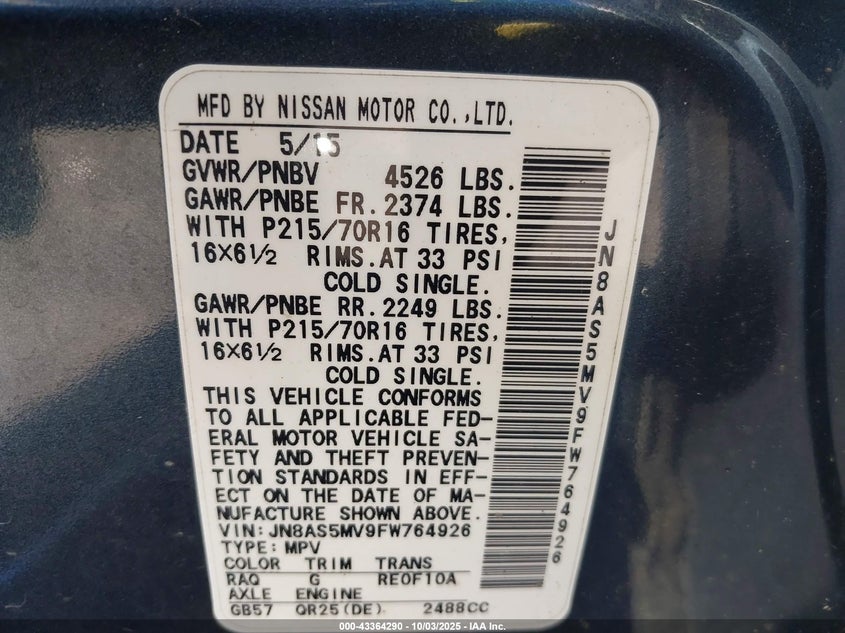 MFD BY NISSAN MOTOR CO.,LTD.
DATE 5/15
GVWR/PNBV 4526 LBS.
GAWR/PNBE FR. 2374 LBS.
WITH P215/70R16 TIRES,
16X6½ RIMS.AT 33 PSI
COLD SINGLE.
GAWR/PNBE RR. 2249 LBS.
WITH P215/70R16 TIRES,
16X6½ RIMS.AT 33 PSI
COLD SINGLE.
THIS VEHICLE CONFORMS
TO ALL APPLICABLE FED-
ERAL MOTOR VEHICLE SA-
FETY AND THEFT PREVEN-
TION STANDARDS IN EFF-
ECT ON THE DATE OF MA-
NUFACTURE SHOWN ABOVE.
VIN:JN8AS5MV9FW764926
TYPE:MPV
COLOR TRIM TRANS
RAQ G RE0F10A
AXLE ENGINE
GB57 QR25(DE) 2488CC
JN8AS5MV9FW764926
000-43364290 - 10/03/2025 - IAA Inc.